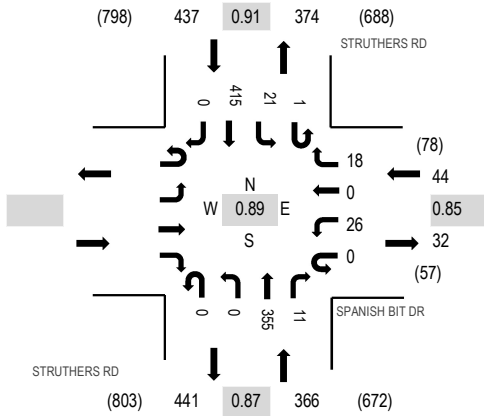 (798) 437 0.91 374 (688)
STRUTHERS RD
0 415 21 1
(78)
18
44
N
0
W 0.89 E 0.85
26
S 32
0
(57)
0 0 355 11
SPANISH BIT DR
STRUTHERS RD
(803) 441 0.87 366 (672)